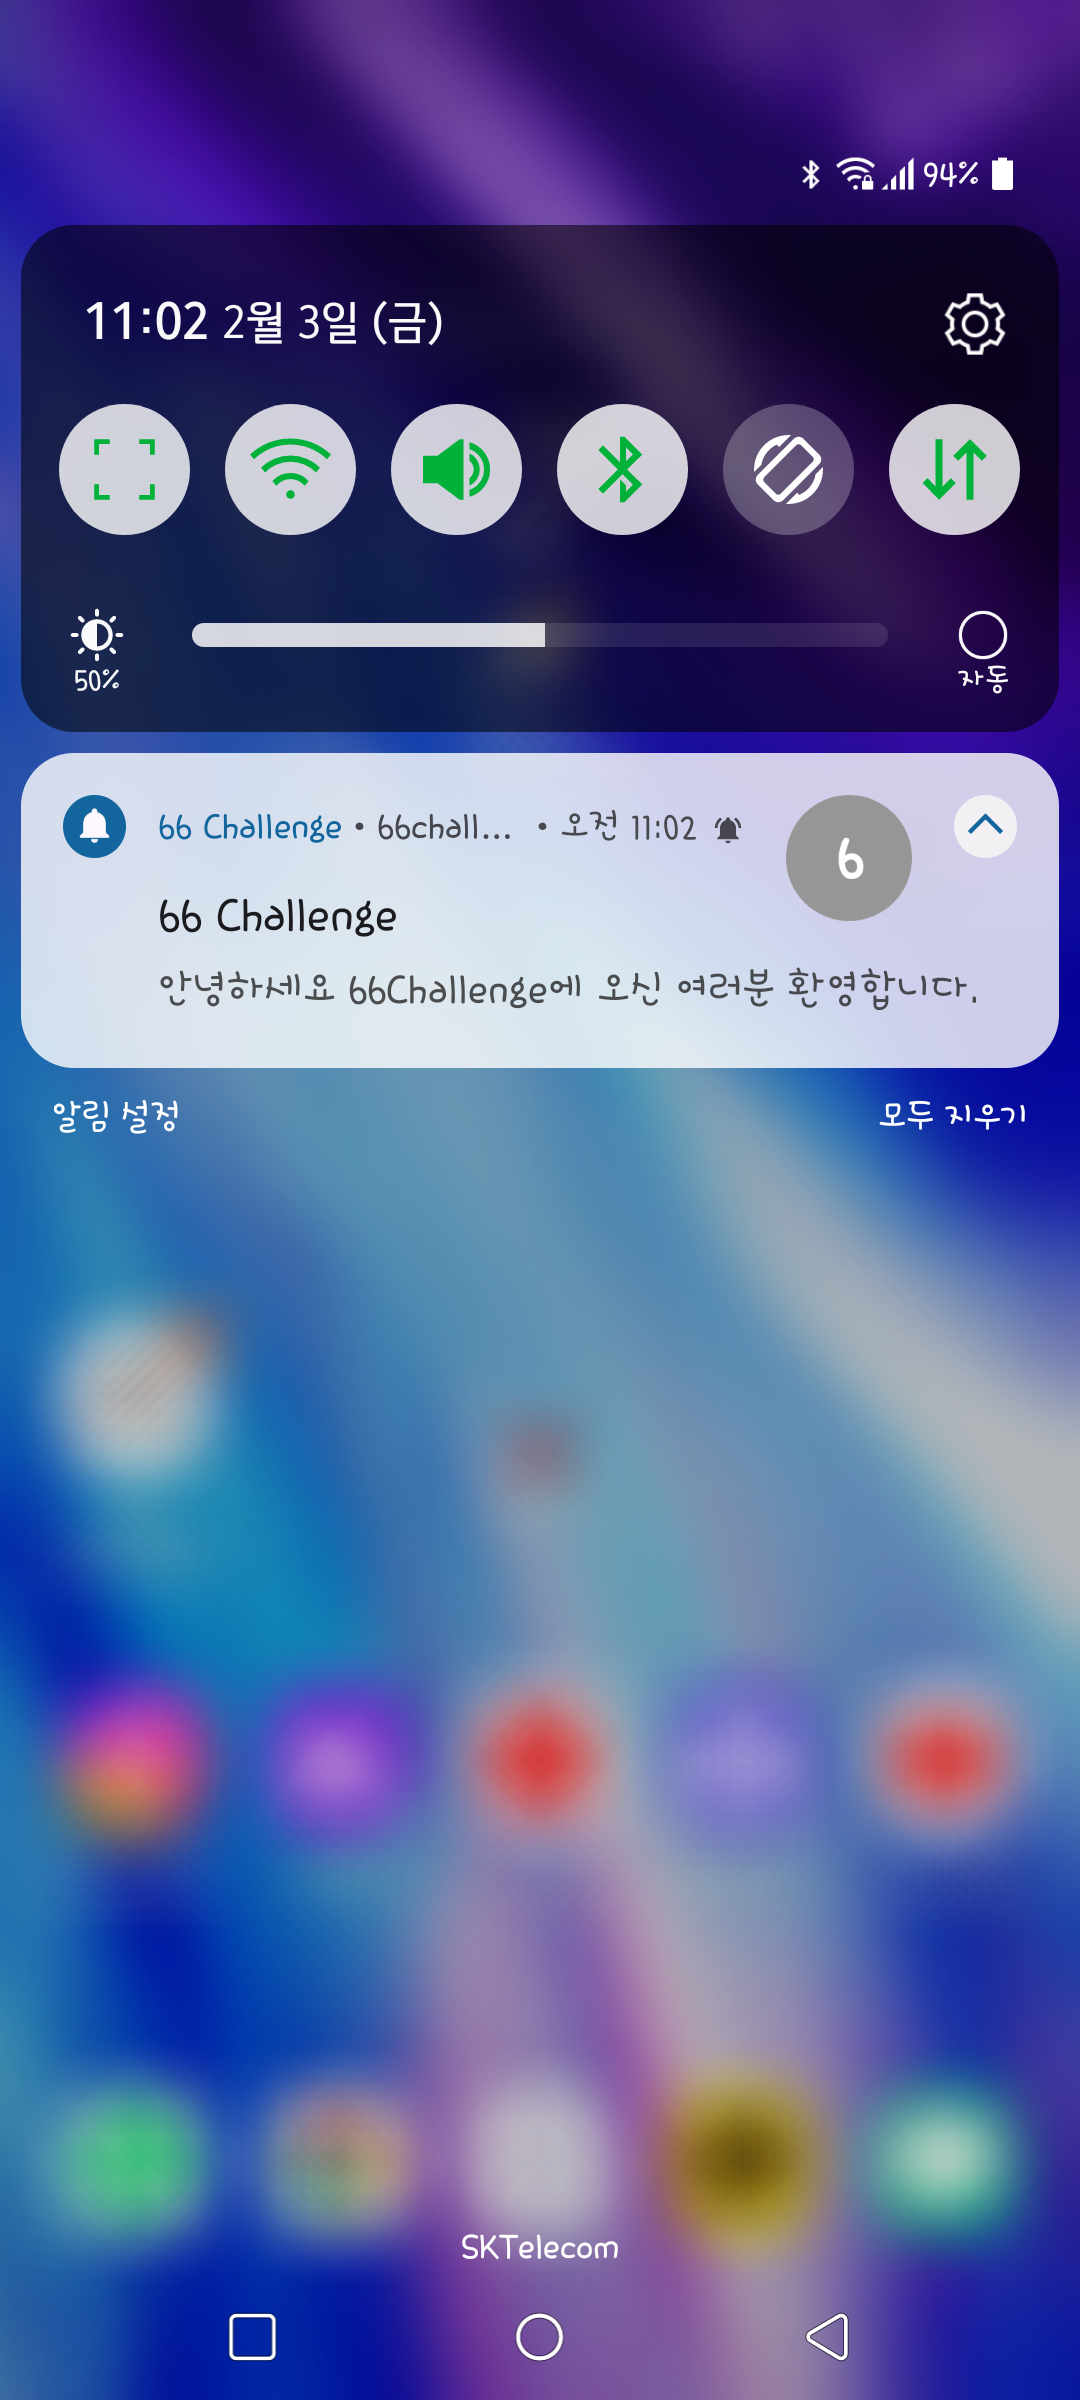 94%
11:02 2월 3일 (금)
50%
자동
66 Challenge • 66chall... • 오전 11:02
6
66 Challenge
안녕하세요 66Challenge에 오신 여러분 환영합니다.
알림 설정
모두 지우기
SKTelecom